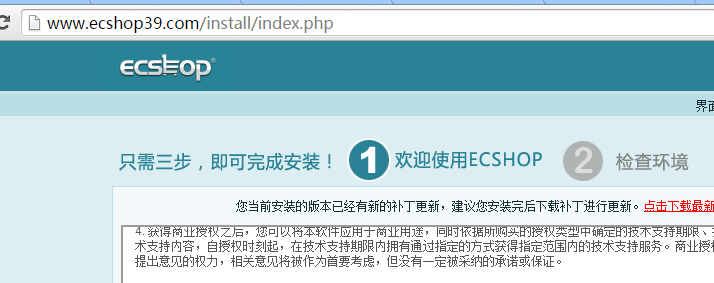 www.ecshop39.com/install/index.php
ecshop®
界面
只需三步，即可完成安装！ 1 欢迎使用ECSHOP 2 检查环境
您当前安装的版本已经有新的补丁更新，建议您安装完后下载补丁进行更新。点击下载最新
4. 获得商业授权之后，您可以将本软件应用于商业用途，同时依据所购买的授权类型中确定的技术支持期限、
术支持内容，自授权时刻起，在技术支持期限内拥有通过指定的方式获得指定范围内的技术支持服务。商业授权
提出意见的权力，相关意见将被作为首要考虑，但没有一定被采纳的承诺或保证。